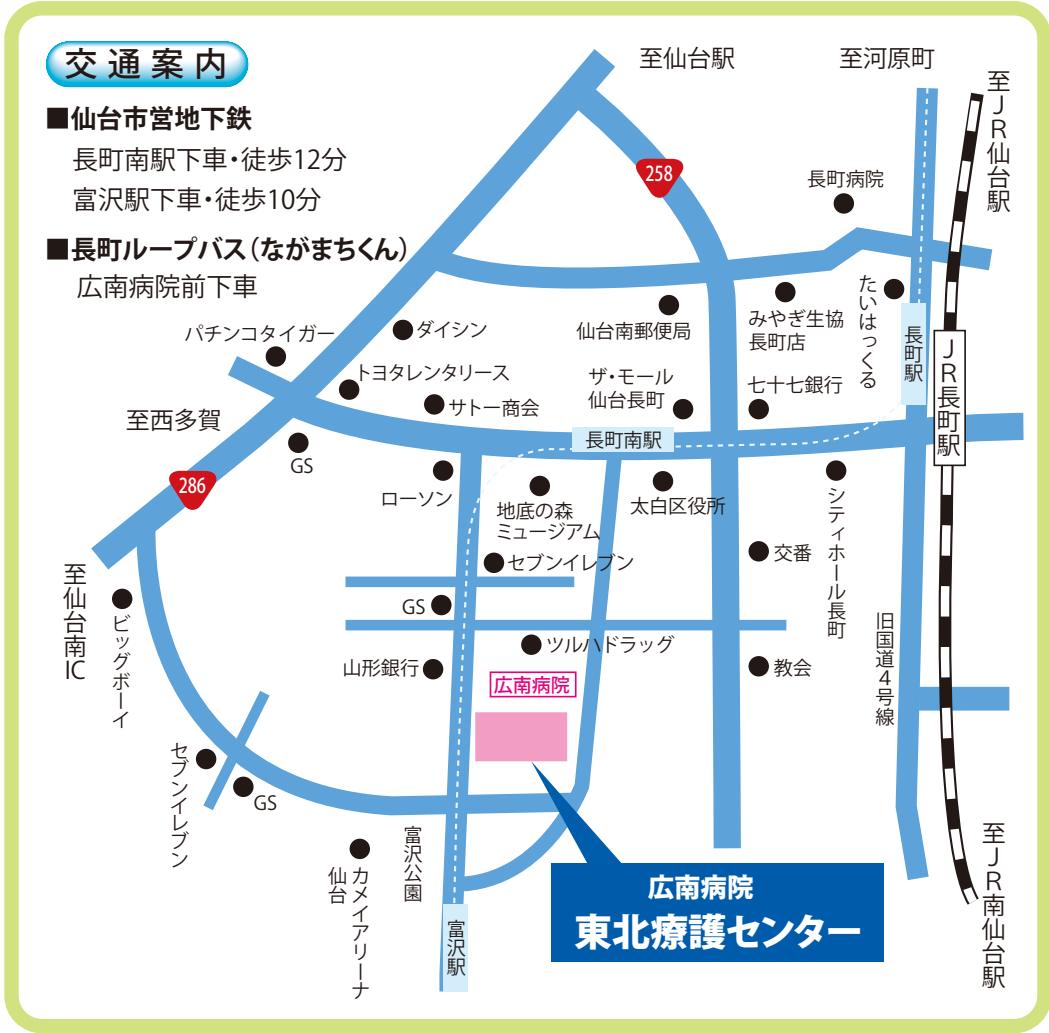 交通案内
■仙台市営地下鉄
長町南駅下車・徒歩12分
富沢駅下車・徒歩10分
■長町ループバス（ながまちくん）
広南病院前下車
至仙台駅
至河原町
至JR仙台駅
258
長町病院
パチンコタイガー
ダイシン
仙台南郵便局
みやぎ生協
長町店
たいはっくる
長町駅
JR長町駅
トヨタレンタリース
サトー商会
ザ・モール
仙台長町
七十七銀行
至西多賀
GS
長町南駅
286
ローソン
地底の森
ミュージアム
太白区役所
シティホール長町
セブンイレブン
交番
至仙台南IC
ビッグボーイ
GS
ツルハドラッグ
山形銀行
広南病院
教会
旧国道4号線
セブンイレブン
GS
富沢公園
カメイアリーナ
仙台
富沢駅
広南病院
東北療護センター
至JR南仙台駅